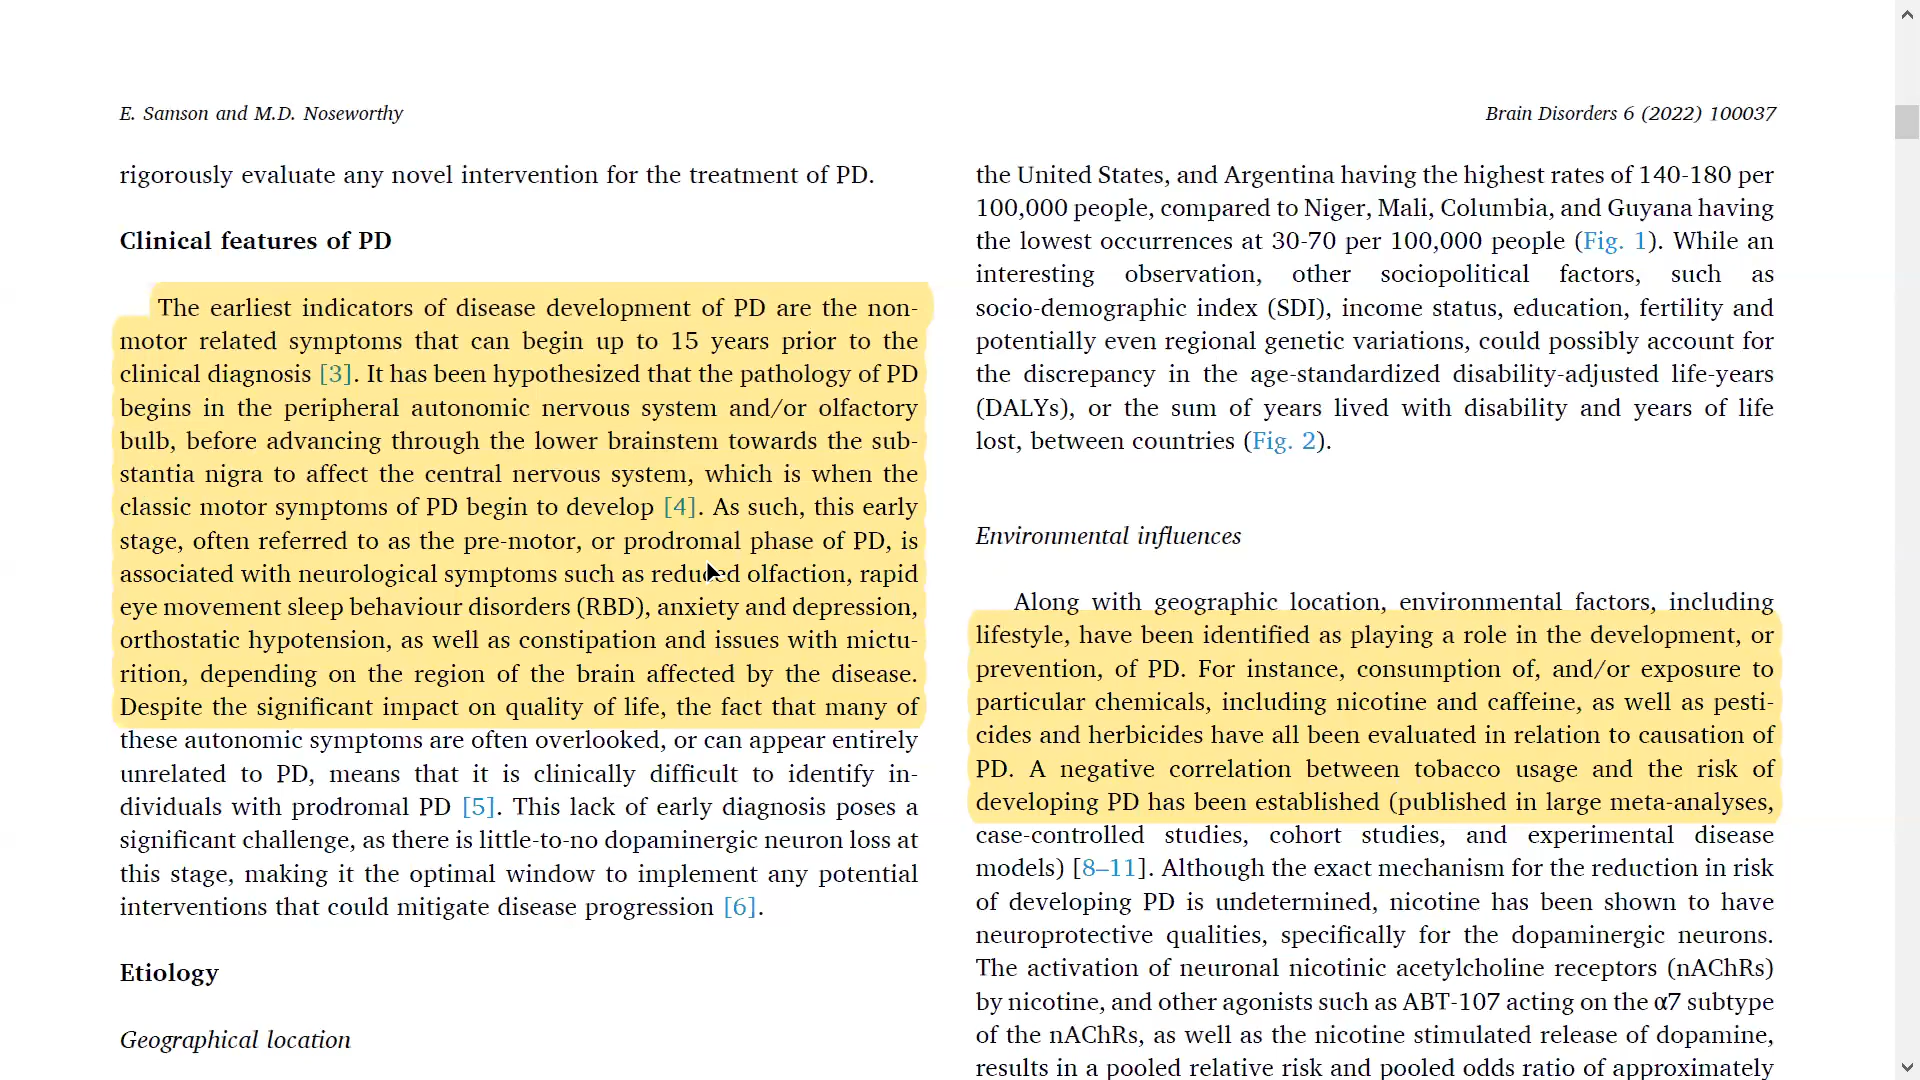 E. Samson and M.D. Noseworthy
Brain Disorders 6 (2022) 100037
rigorously evaluate any novel intervention for the treatment of PD.
Clinical features of PD
The earliest indicators of disease development of PD are the non-
motor related symptoms that can begin up to 15 years prior to the
clinical diagnosis [3]. It has been hypothesized that the pathology of PD
begins in the peripheral autonomic nervous system and/or olfactory
bulb, before advancing through the lower brainstem towards the sub-
stantia nigra to affect the central nervous system, which is when the
classic motor symptoms of PD begin to develop [4]. As such, this early
stage, often referred to as the pre-motor, or prodromal phase of PD, is
associated with neurological symptoms such as reduced olfaction, rapid
eye movement sleep behaviour disorders (RBD), anxiety and depression,
orthostatic hypotension, as well as constipation and issues with mictu-
rition, depending on the region of the brain affected by the disease.
Despite the significant impact on quality of life, the fact that many of
these autonomic symptoms are often overlooked, or can appear entirely
unrelated to PD, means that it is clinically difficult to identify in-
dividuals with prodromal PD [5]. This lack of early diagnosis poses a
significant challenge, as there is little-to-no dopaminergic neuron loss at
this stage, making it the optimal window to implement any potential
interventions that could mitigate disease progression [6].
Etiology
Geographical location
the United States, and Argentina having the highest rates of 140-180 per
100,000 people, compared to Niger, Mali, Columbia, and Guyana having
the lowest occurrences at 30-70 per 100,000 people (Fig. 1). While an
interesting observation, other sociopolitical factors, such as
socio-demographic index (SDI), income status, education, fertility and
potentially even regional genetic variations, could possibly account for
the discrepancy in the age-standardized disability-adjusted life-years
(DALYs), or the sum of years lived with disability and years of life
lost, between countries (Fig. 2).
Environmental influences
Along with geographic location, environmental factors, including
lifestyle, have been identified as playing a role in the development, or
prevention, of PD. For instance, consumption of, and/or exposure to
particular chemicals, including nicotine and caffeine, as well as pesti-
cides and herbicides have all been evaluated in relation to causation of
PD. A negative correlation between tobacco usage and the risk of
developing PD has been established (published in large meta-analyses,
case-controlled studies, cohort studies, and experimental disease
models) [8–11]. Although the exact mechanism for the reduction in risk
of developing PD is undetermined, nicotine has been shown to have
neuroprotective qualities, specifically for the dopaminergic neurons.
The activation of neuronal nicotinic acetylcholine receptors (nAChRs)
by nicotine, and other agonists such as ABT-107 acting on the α7 subtype
of the nAChRs, as well as the nicotine stimulated release of dopamine,
results in a pooled relative risk and pooled odds ratio of approximately